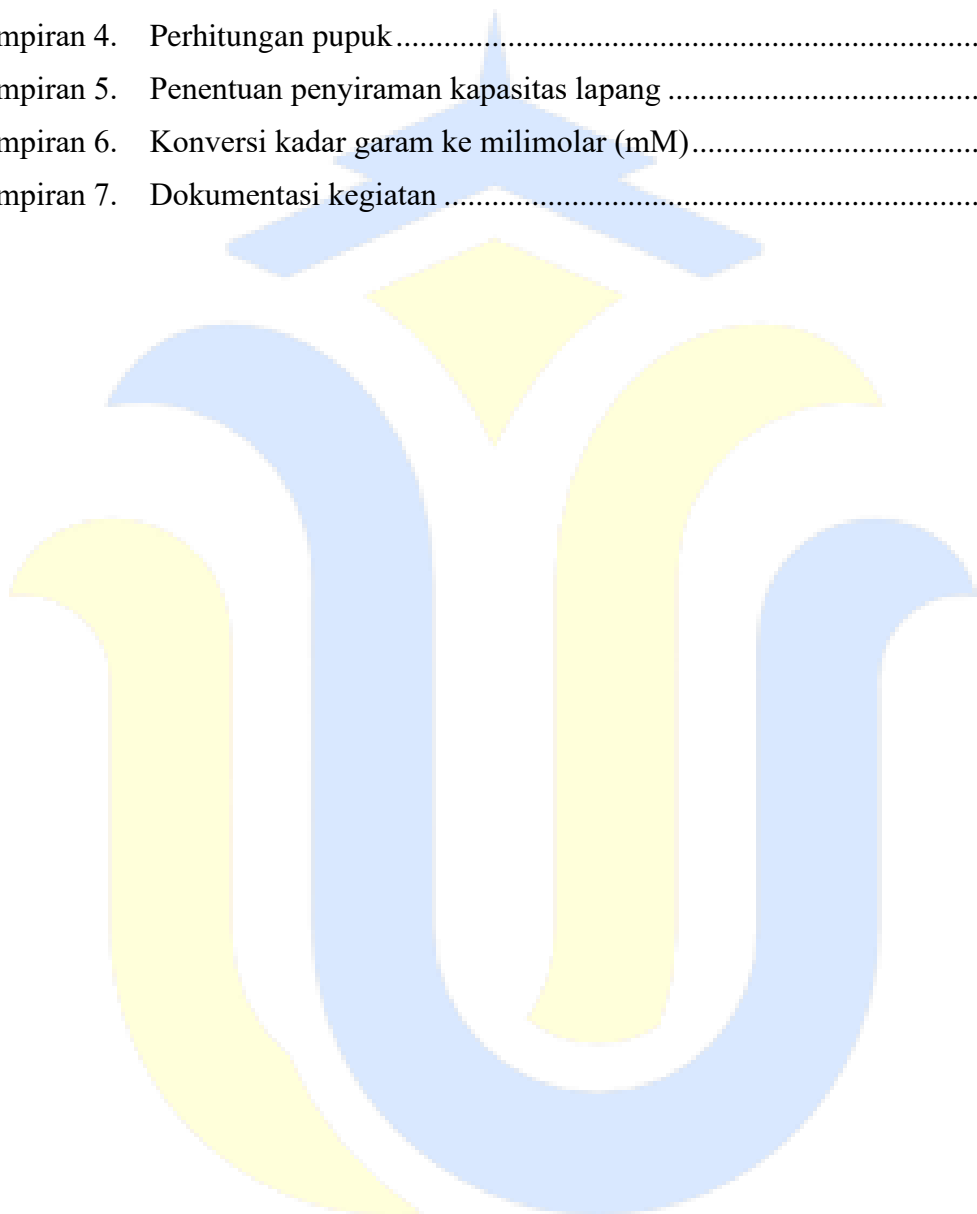 mpiran 4. Perhitungan pupuk........................................................................
mpiran 5. Penentuan penyiraman kapasitas lapang ........................................
mpiran 6. Konversi kadar garam ke milimolar (mM)....................................
mpiran 7. Dokumentasi kegiatan ...................................................................